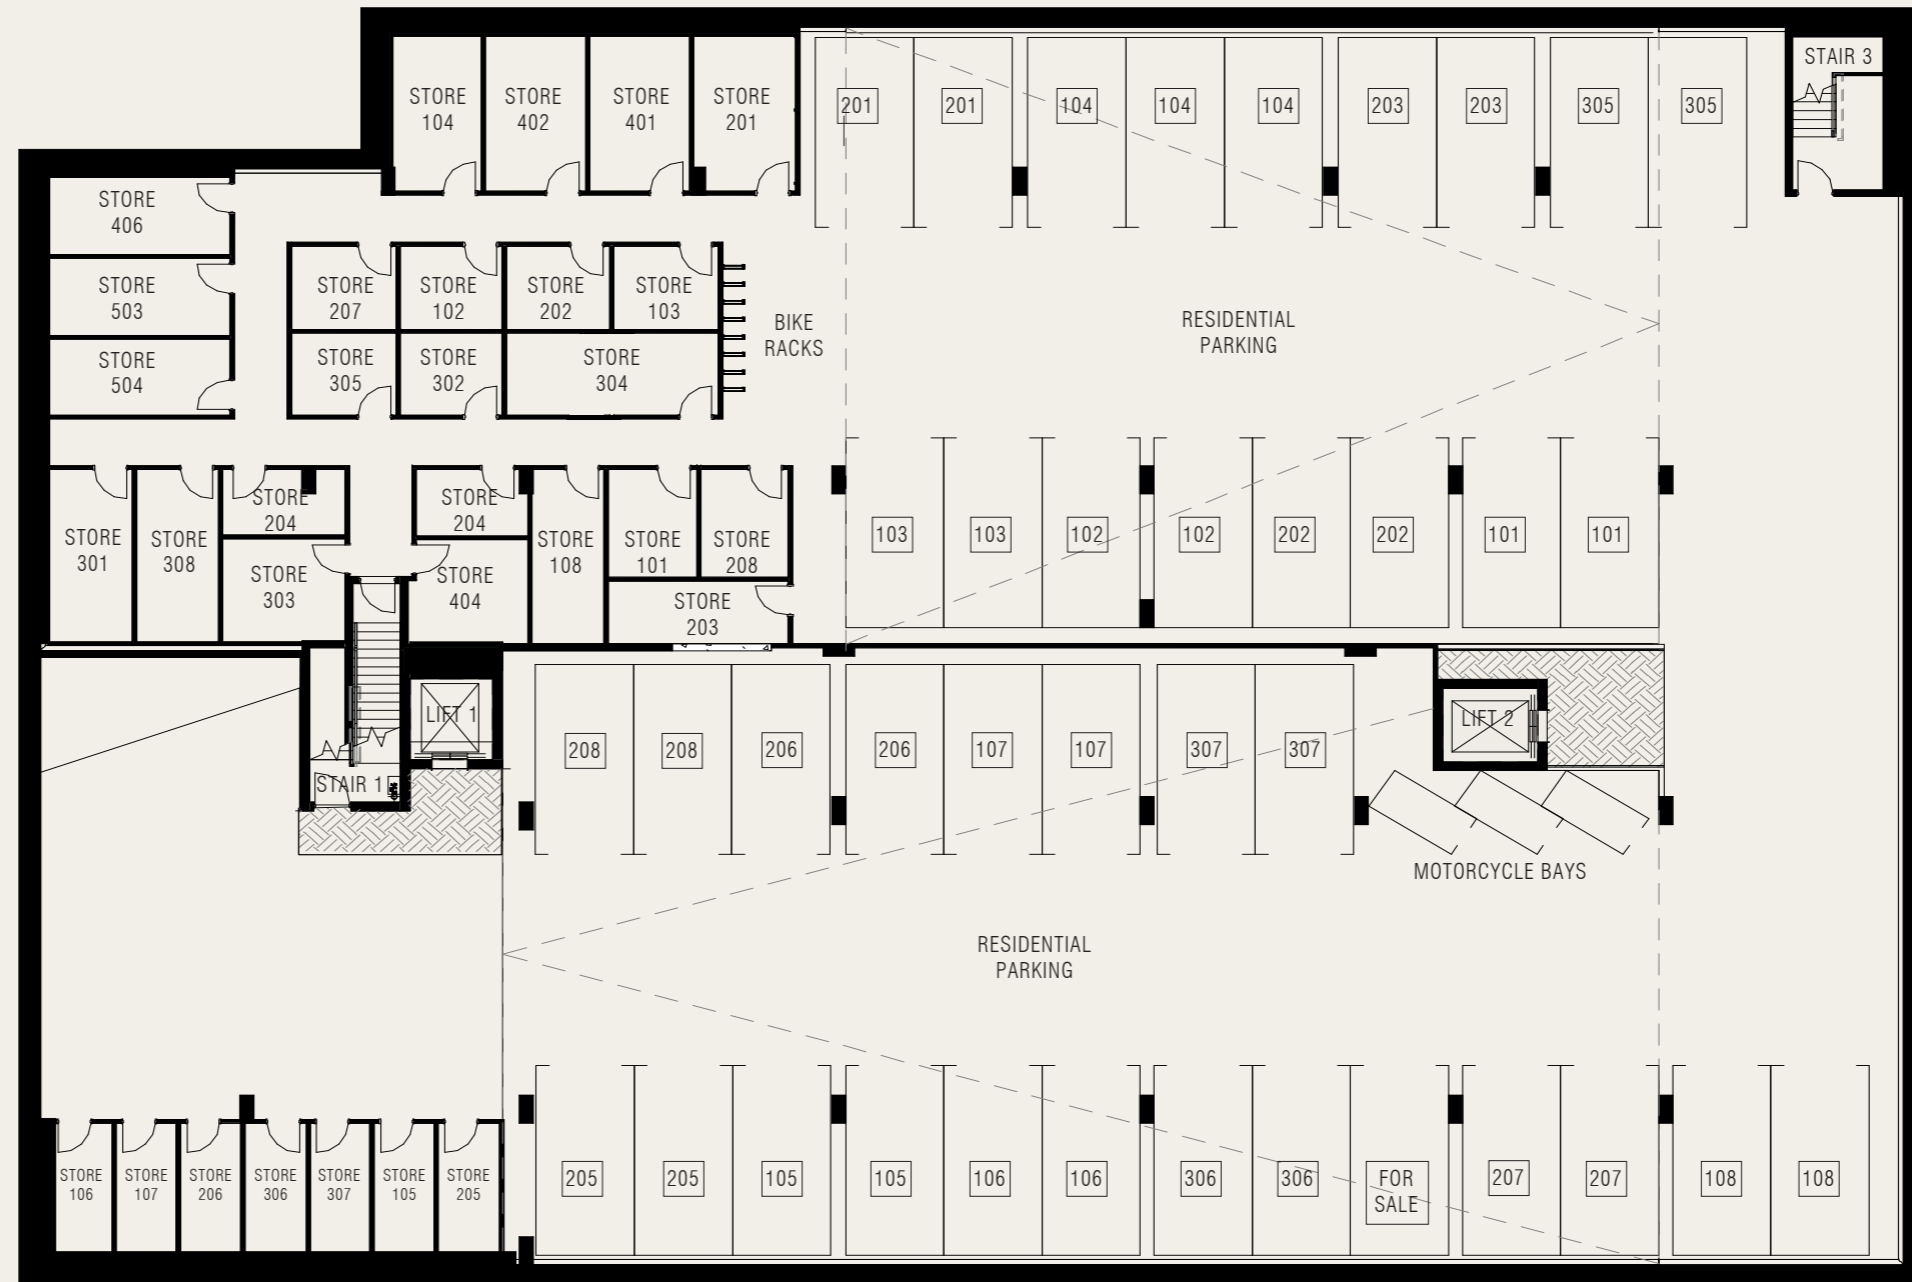 STORE
104
STORE
402
STORE
401
STORE
201
201
201
104
104
104
203
203
305
305
STAIR 3
STORE
406
STORE
503
STORE
504
STORE
207
STORE
102
STORE
202
STORE
103
STORE
305
STORE
302
STORE
304
BIKE
RACKS
RESIDENTIAL
PARKING
STORE
301
STORE
308
STORE
204
STORE
303
STORE
204
STORE
404
STORE
108
STORE
101
STORE
208
STORE
203
103
103
102
102
202
202
101
101
LIFT 1
STAIR 1
208
208
206
206
107
107
307
307
LIFT 2
MOTORCYCLE BAYS
RESIDENTIAL
PARKING
STORE
106
STORE
107
STORE
206
STORE
306
STORE
307
STORE
105
STORE
205
205
205
105
105
106
106
306
306
FOR
SALE
207
207
108
108